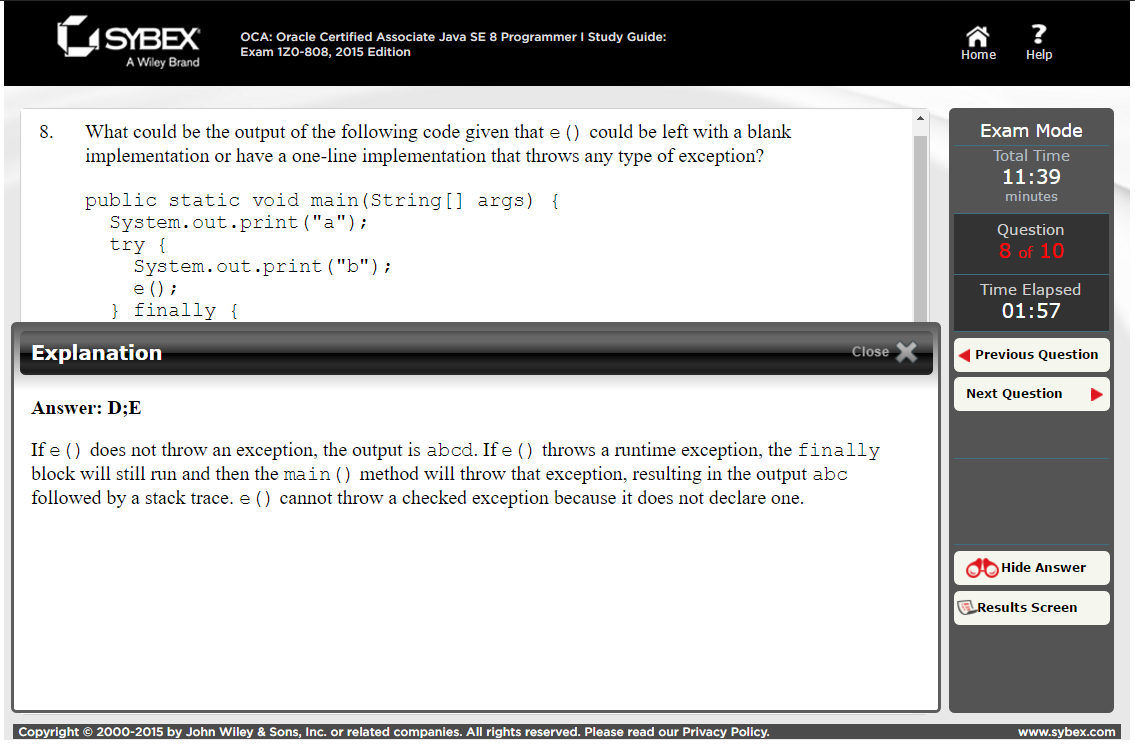 SYBEX
A Wiley Brand
OCA: Oracle Certified Associate Java SE 8 Programmer I Study Guide:
Exam 1Z0-808, 2015 Edition
Home
Help
8. What could be the output of the following code given that e() could be left with a blank
implementation or have a one-line implementation that throws any type of exception?
public static void main(String[] args) {
System.out.print("a");
try {
System.out.print("b");
e();
} finally {
Explanation
Close
Answer: D;E
If e() does not throw an exception, the output is abcd. If e() throws a runtime exception, the finally
block will still run and then the main() method will throw that exception, resulting in the output abc
followed by a stack trace. e() cannot throw a checked exception because it does not declare one.
Exam Mode
Total Time
11:39
minutes
Question
8 of 10
Time Elapsed
01:57
Previous Question
Next Question
Hide Answer
Results Screen
Copyright © 2000-2015 by John Wiley & Sons, Inc. or related companies. All rights reserved. Please read our Privacy Policy.
www.sybex.com